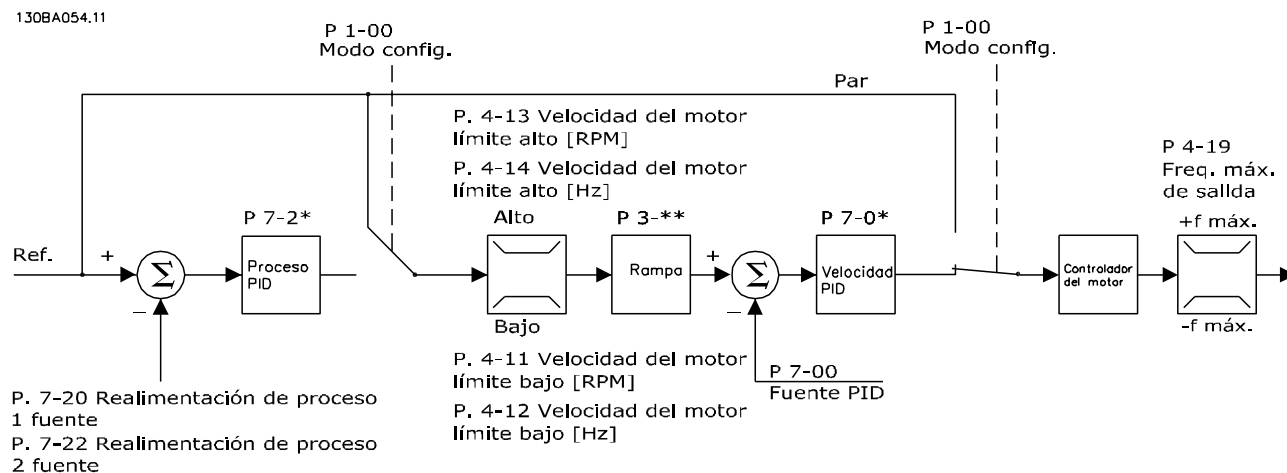 130BA054.11
P 1-00
Modo config.
P 1-00
Modo config.
Par
P. 4-13 Velocidad del motor
límite alto [RPM]
P. 4-14 Velocidad del motor
límite alto [Hz]
P 4-19
Freq. máx.
de sallda
P 7-2*
Alto
P 3-**
P 7-0*
+f máx.
Ref.
+
Σ
Proceso
PID
Rampa
+
Σ
Velocidad
PID
Controlador
del motor
−
Bajo
−
-f máx.
P. 4-11 Velocidad del motor
límite bajo [RPM]
P. 4-12 Velocidad del motor
límite bajo [Hz]
P 7-00
Fuente PID
P. 7-20 Realimentación de proceso
1 fuente
P. 7-22 Realimentación de proceso
2 fuente